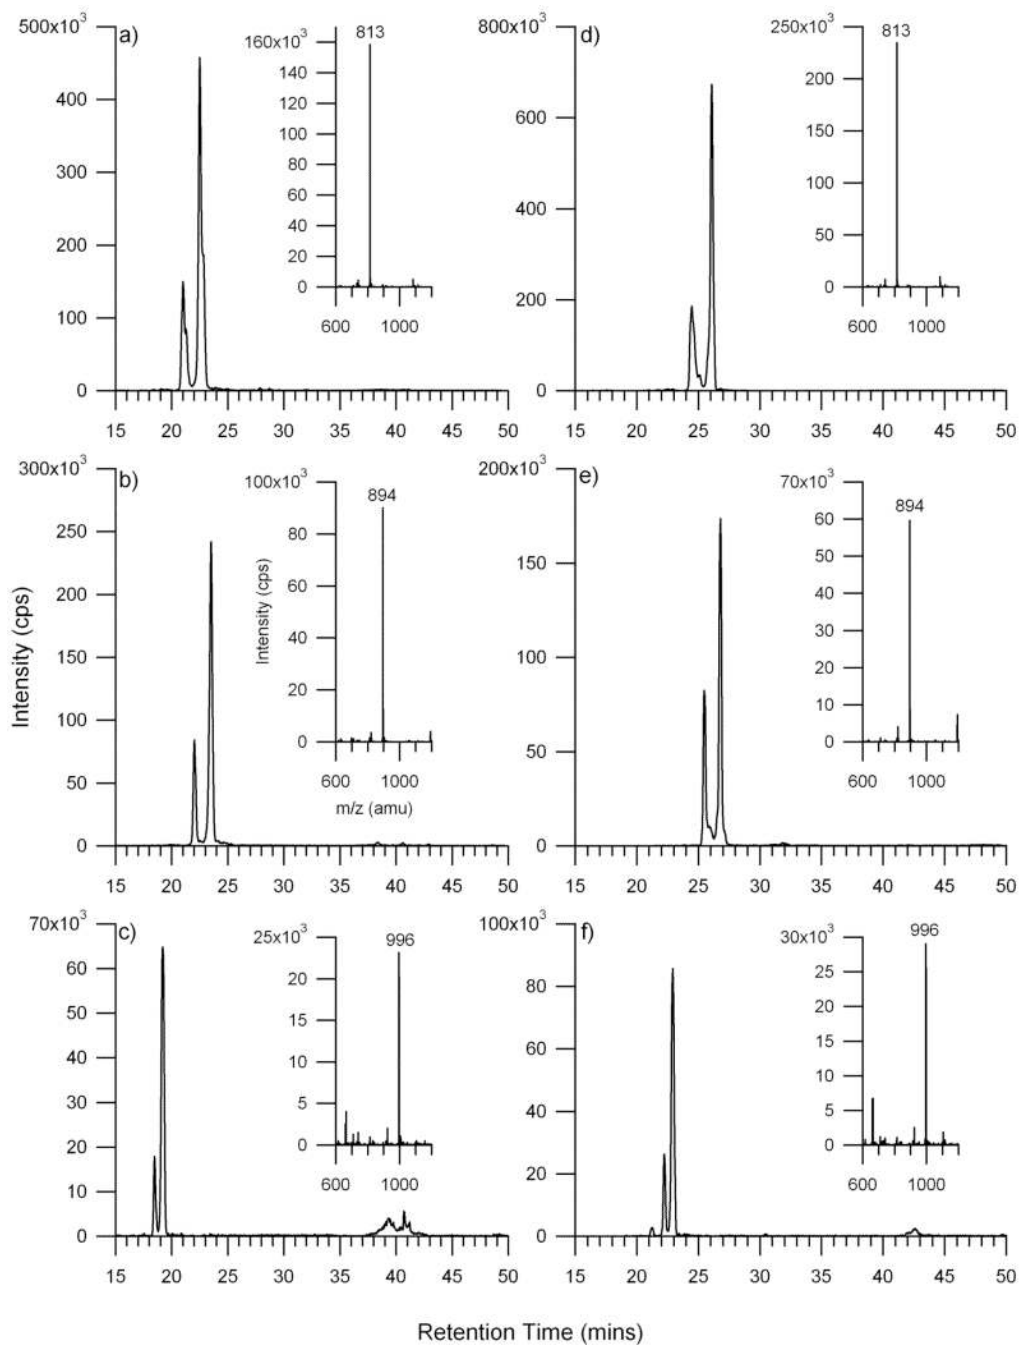 500x10³
a)
400
300
200
100
0
15 20 25 30 35 40 45 50
160x10³
813
140
120
100
80
60
40
20
0
600 1000
800x10³
d)
600
400
200
0
15 20 25 30 35 40 45 50
250x10³
813
200
150
100
50
0
600 1000
300x10³
b)
250
200
150
100
50
0
15 20 25 30 35 40 45 50
100x10³
894
80
60
40
20
0
600 1000
Intensity (cps)
m/z (amu)
200x10³
e)
150
100
50
0
15 20 25 30 35 40 45 50
70x10³
894
60
50
40
30
20
10
0
600 1000
Intensity (cps)
70x10³
c)
60
50
40
30
20
10
0
15 20 25 30 35 40 45 50
25x10³
996
20
15
10
5
0
600 1000
100x10³
f)
80
60
40
20
0
15 20 25 30 35 40 45 50
30x10³
996
25
20
15
10
5
0
600 1000
Retention Time (mins)